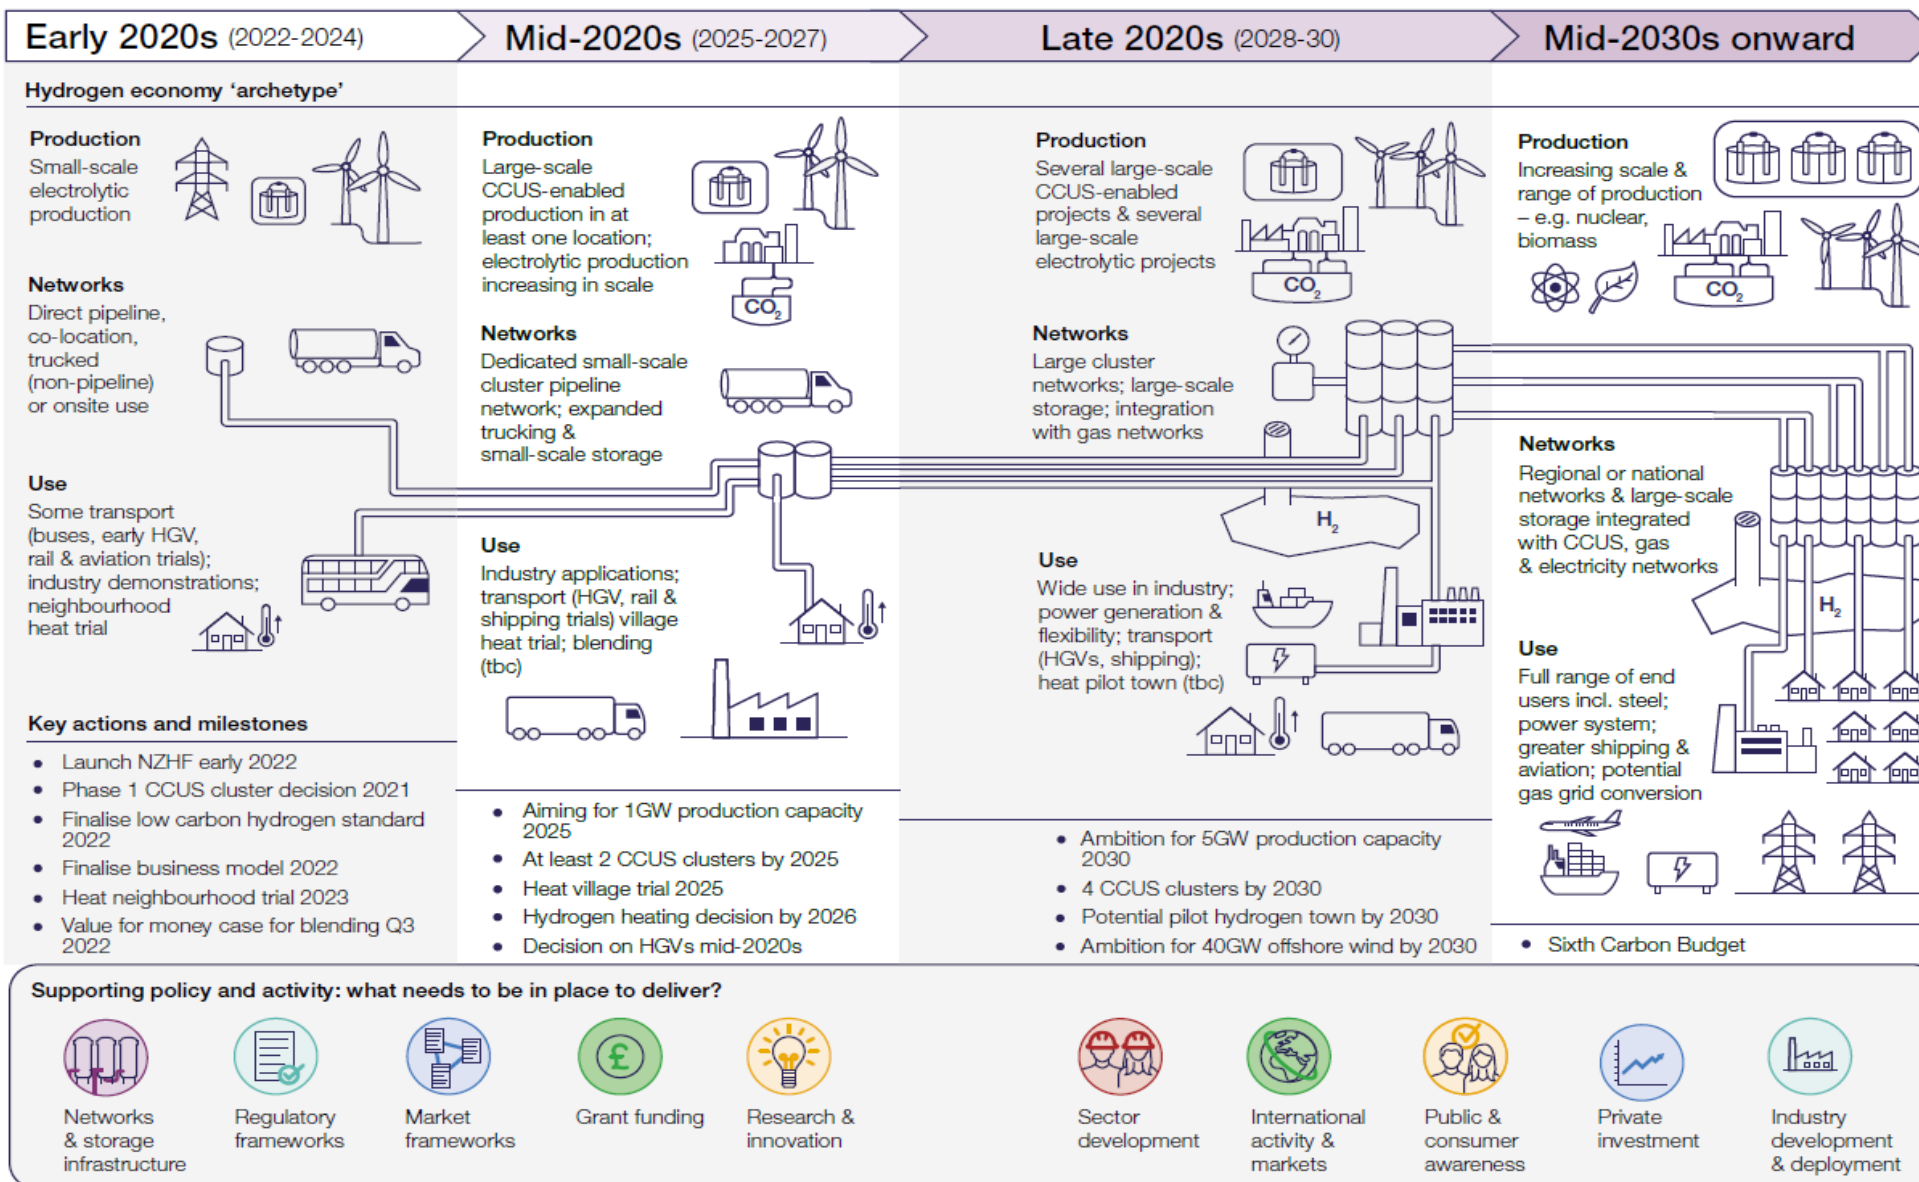 Early 2020s (2022-2024)
Mid-2020s (2025-2027)
Late 2020s (2028-30)
Mid-2030s onward
Hydrogen economy ‘archetype’
Production
Small-scale
electrolytic
production
Networks
Direct pipeline,
co-location,
trucked
(non-pipeline)
or onsite use
Use
Some transport
(buses, early HGV,
rail & aviation trials);
industry demonstrations;
neighbourhood
heat trial
Key actions and milestones
• Launch NZHF early 2022
• Phase 1 CCUS cluster decision 2021
• Finalise low carbon hydrogen standard
2022
• Finalise business model 2022
• Heat neighbourhood trial 2023
• Value for money case for blending Q3
2022
Production
Large-scale
CCUS-enabled
production in at
least one location;
electrolytic production
increasing in scale
CO2
Networks
Dedicated small-scale
cluster pipeline
network; expanded
trucking &
small-scale storage
Use
Industry applications;
transport (HGV, rail &
shipping trials) village
heat trial; blending
(tbc)
• Aiming for 1GW production capacity
2025
• At least 2 CCUS clusters by 2025
• Heat village trial 2025
• Hydrogen heating decision by 2026
• Decision on HGVs mid-2020s
Production
Several large-scale
CCUS-enabled
projects & several
large-scale
electrolytic projects
CO2
Networks
Large cluster
networks; large-scale
storage; integration
with gas networks
H2
Use
Wide use in industry;
power generation &
flexibility; transport
(HGVs, shipping);
heat pilot town (tbc)
• Ambition for 5GW production capacity
2030
• 4 CCUS clusters by 2030
• Potential pilot hydrogen town by 2030
• Ambition for 40GW offshore wind by 2030
Production
Increasing scale &
range of production
– e.g. nuclear,
biomass
CO2
Networks
Regional or national
networks & large-scale
storage integrated
with CCUS, gas
& electricity networks
H2
Use
Full range of end
users incl. steel;
power system;
greater shipping &
aviation; potential
gas grid conversion
• Sixth Carbon Budget
Supporting policy and activity: what needs to be in place to deliver?
£
Networks
& storage
infrastructure
Regulatory
frameworks
Market
frameworks
Grant funding
Research &
innovation
Sector
development
International
activity &
markets
Public &
consumer
awareness
Private
investment
Industry
development
& deployment